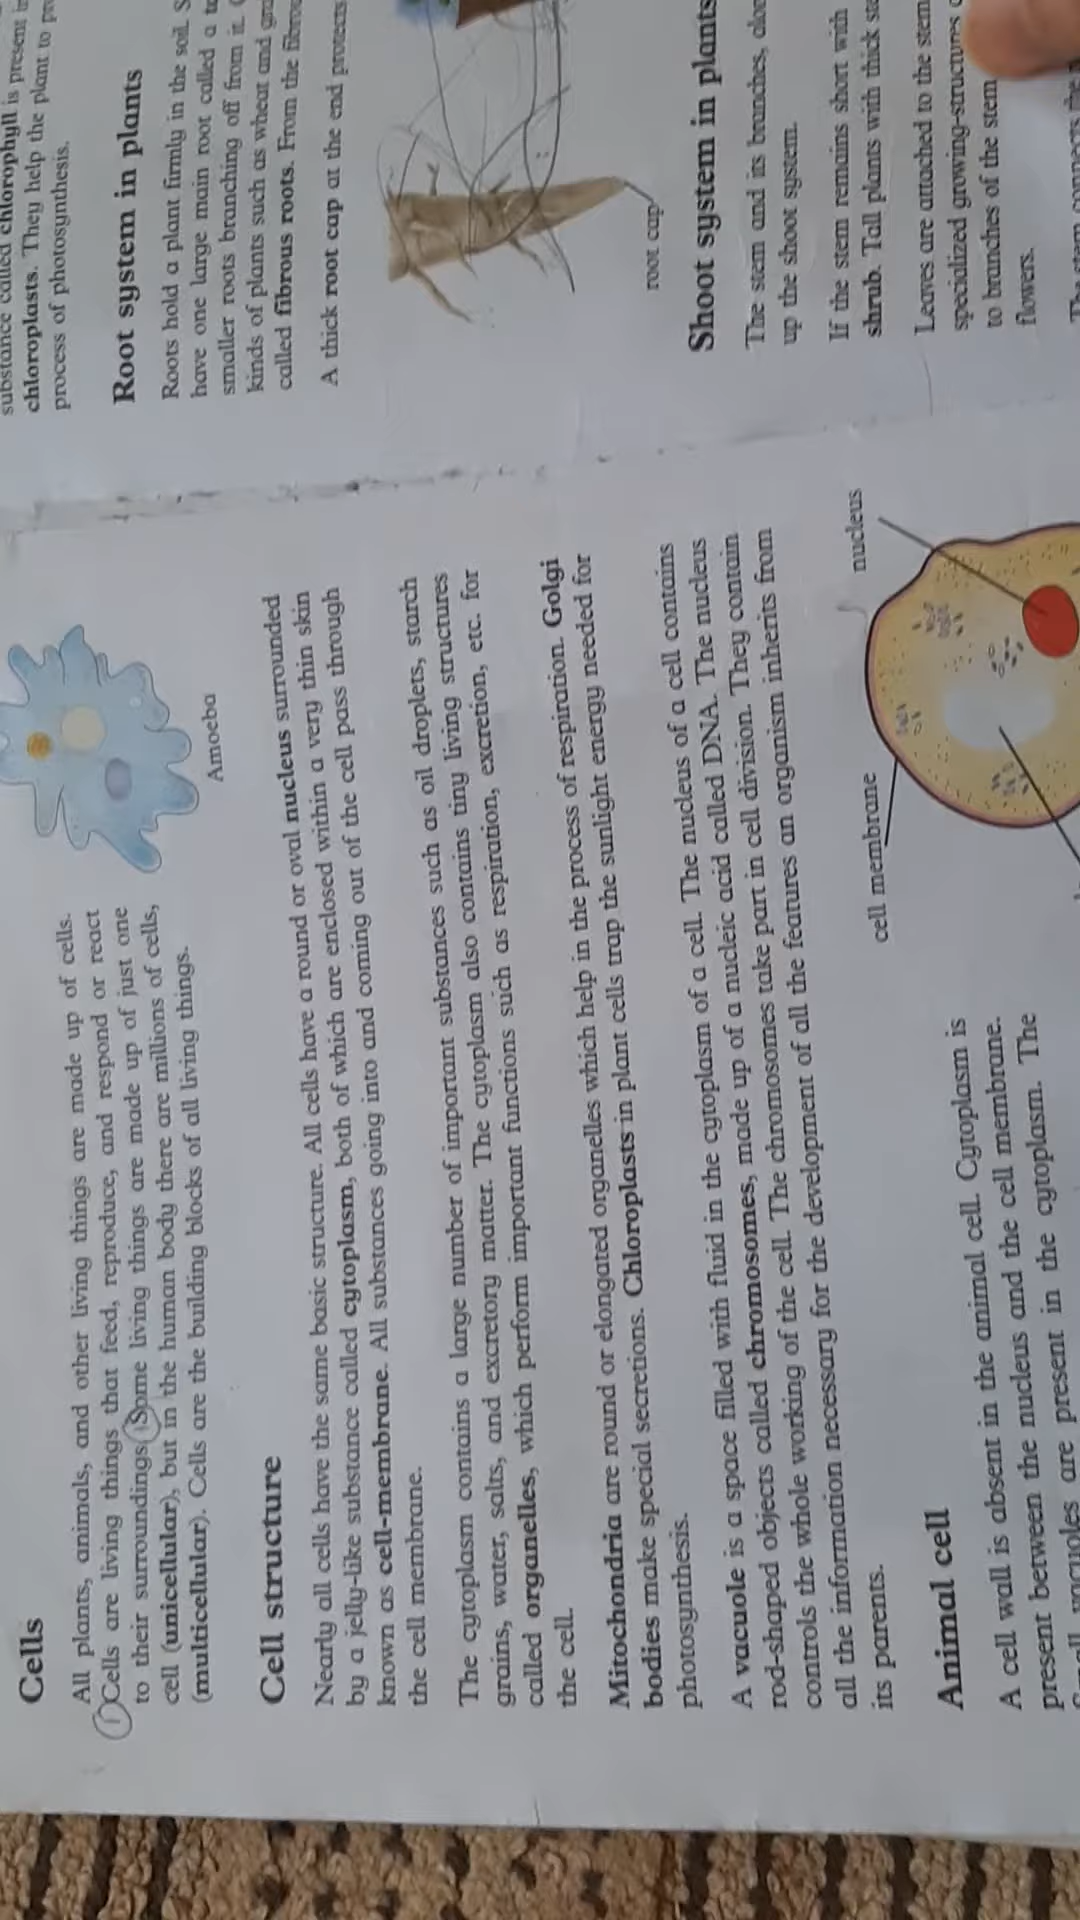 Cells
All plants, animals, and other living things are made up of cells.
1 Cells are living things that feed, reproduce, and respond or react
to their surroundings. Some living things are made up of just one
cell (unicellular), but in the human body there are millions of cells,
(multicellular). Cells are the building blocks of all living things.
Amoeba
Cell structure
Nearly all cells have the same basic structure. All cells have a round or oval nucleus surrounded
by a jelly-like substance called cytoplasm, both of which are enclosed within a very thin skin
known as cell-membrane. All substances going into and coming out of the cell pass through
the cell membrane.
The cytoplasm contains a large number of important substances such as oil droplets, starch
grains, water, salts, and excretory matter. The cytoplasm also contains tiny living structures
called organelles, which perform important functions such as respiration, excretion, etc. for
the cell.
Mitochondria are round or elongated organelles which help in the process of respiration. Golgi
bodies make special secretions. Chloroplasts in plant cells trap the sunlight energy needed for
photosynthesis.
A vacuole is a space filled with fluid in the cytoplasm of a cell. The nucleus of a cell contains
rod-shaped objects called chromosomes, made up of a nucleic acid called DNA. The nucleus
controls the whole working of the cell. The chromosomes take part in cell division. They contain
all the information necessary for the development of all the features an organism inherits from
its parents.
Animal cell
A cell wall is absent in the animal cell. Cytoplasm is
present between the nucleus and the cell membrane.
vacuoles are present in the cytoplasm. The
cell membrane
nucleus
substance called chlorophyll is present
chloroplasts. They help the plant to
process of photosynthesis.
Root system in plants
Roots hold a plant firmly in the soil.
have one large main root called a
smaller roots branching off from it.
kinds of plants such as wheat and
called fibrous roots. From the
A thick root cap at the end protects
root cap
Shoot system in plants
The sem and its branches,
up the shoot system.
If the stem remains short with
shrub. Tall plants with thick
Leaves are attached to the stem
specialized growing-structures
to branches of the stem
flowers.